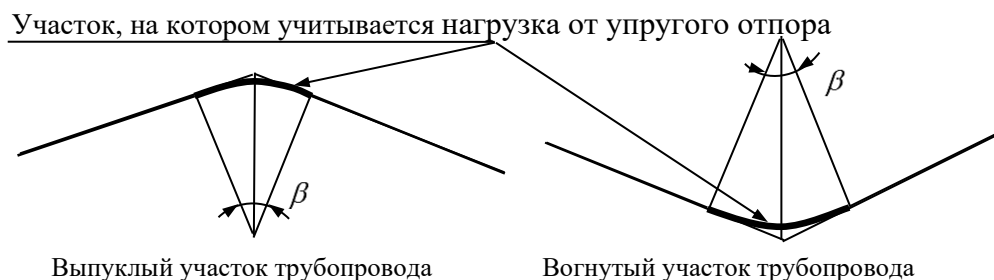 Участок, на котором учитывается нагрузка от упругого отпора
β
β
Выпуклый участок трубопровода
Вогнутый участок трубопровода